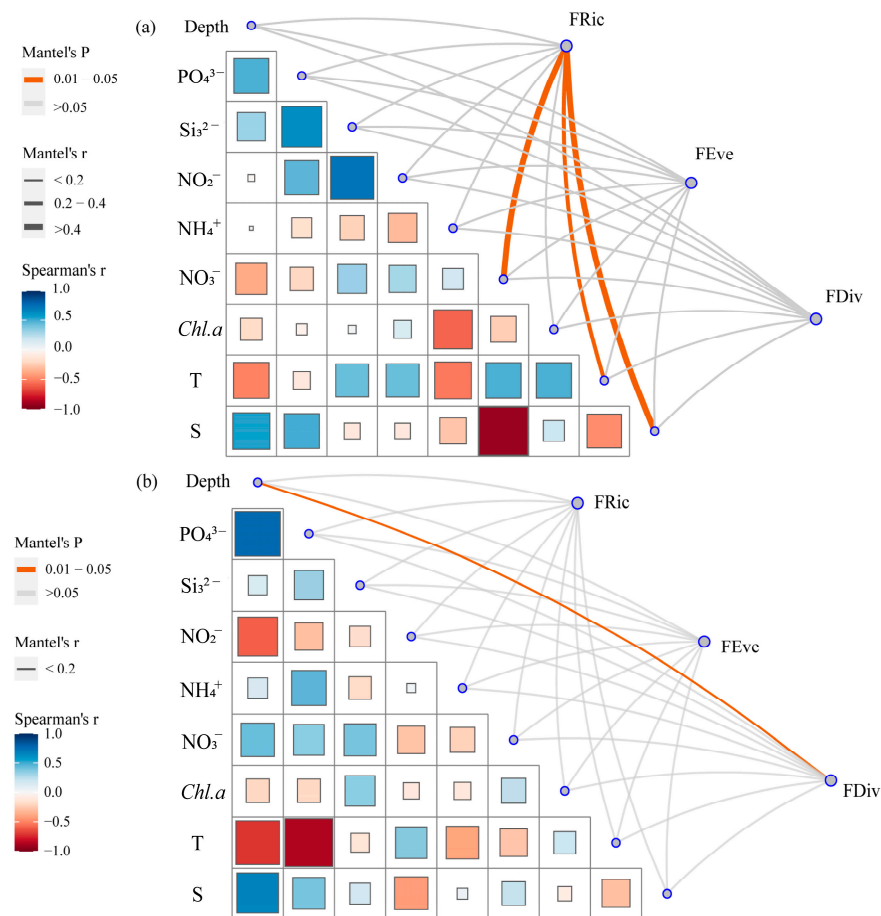 (a)
Depth
FRic
Mantel's P
0.01 − 0.05
>0.05
PO₄³⁻
Si₃²⁻
Mantel's r
< 0.2
0.2 − 0.4
>0.4
NO₂⁻
FEve
NH₄⁺
Spearman's r
1.0
0.5
0.0
−0.5
−1.0
NO₃⁻
Chl.a
FDiv
T
S
(b)
Depth
FRic
Mantel's P
0.01 − 0.05
>0.05
PO₄³⁻
Si₃²⁻
Mantel's r
< 0.2
NO₂⁻
FEvc
NH₄⁺
Spearman's r
1.0
0.5
0.0
−0.5
−1.0
NO₃⁻
Chl.a
FDiv
T
S